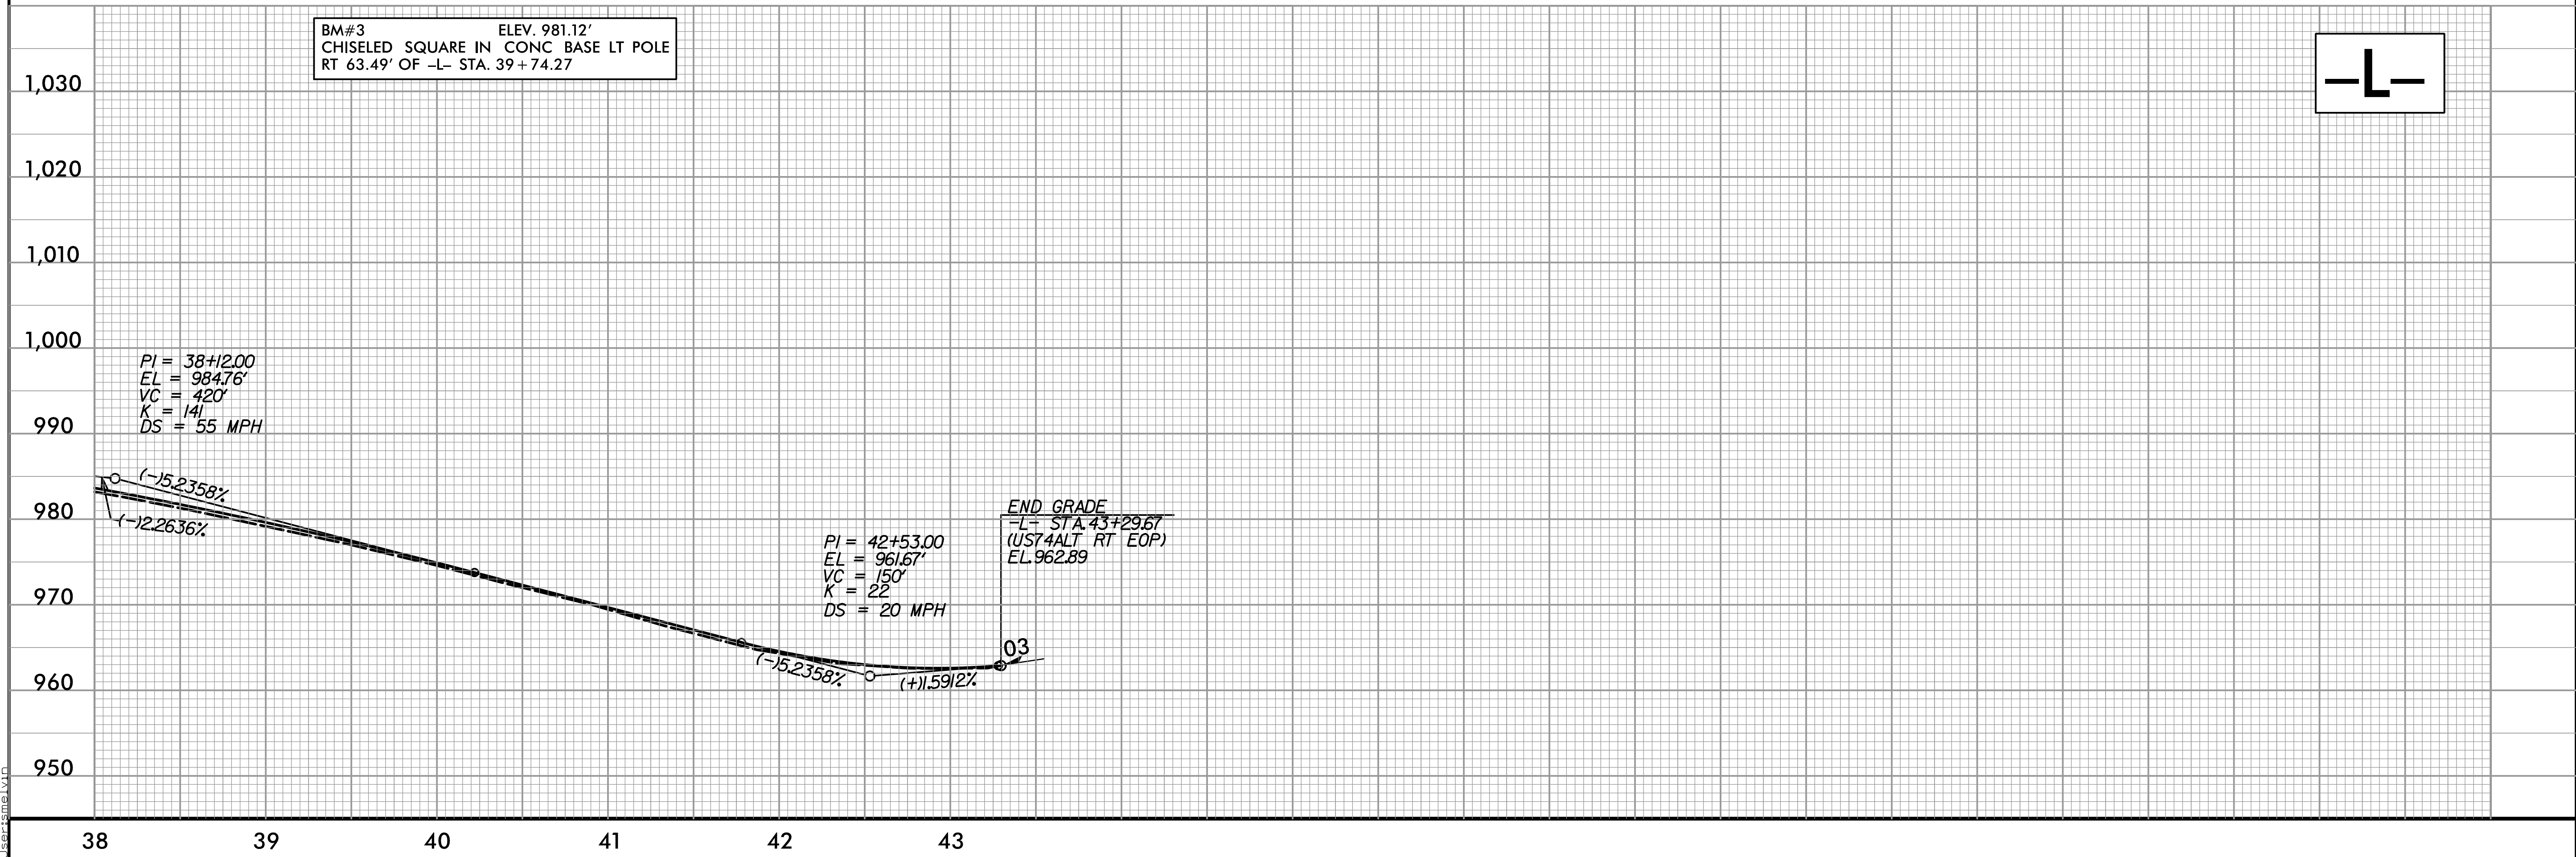 BM#3 ELEV. 981.12'
CHISELED SQUARE IN CONC BASE LT POLE
RT 63.49' OF -L- STA. 39+74.27
-L-
1,030
1,020
1,010
1,000
PI = 38+12.00
EL = 984.76'
VC = 420'
K = 141
DS = 55 MPH
990
(-)5.2358%
980
(-)2.2636%
END GRADE
-L- STA.43+29.67
(US74ALT RT EOP)
EL.962.89
PI = 42+53.00
EL = 961.67'
VC = 150'
K = 22
DS = 20 MPH
970
03
(-)5.2358%
(+)1.5912%
960
950
38 39 40 41 42 43
User:smelvin